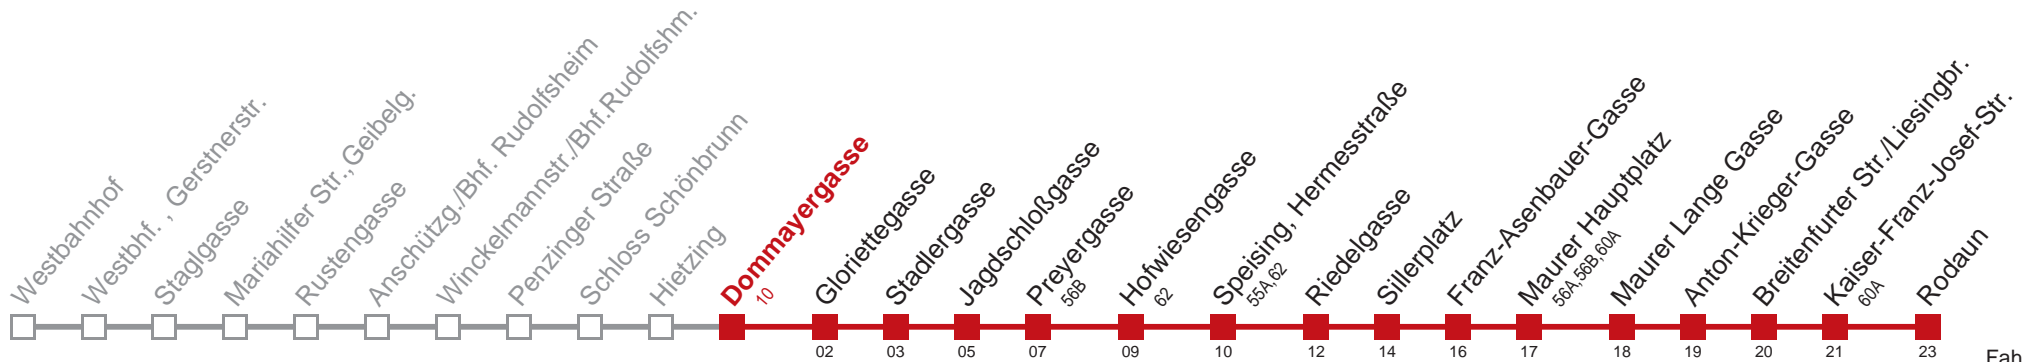 Westbahnhof
Westbhf. , Gerstnerstr.
Staglgasse
Mariahilfer Str., Geibelg.
Rustengasse
Anschützg./Bhf. Rudolfsheim
Winckelmannstr./Bhf.Rudolfshm.
Penzinger Straße
Schloss Schönbrunn
Hietzing
Dommayergasse
10
Gloriettegasse
Stadlergasse
Jagdschloßgasse
Preyergasse
56B
Hofwiesengasse
62
Speising, Hermesstraße
55A,62
Riedelgasse
Sillerplatz
Franz-Asenbauer-Gasse
Maurer Hauptplatz
56A,56B,60A
Maurer Lange Gasse
Anton-Krieger-Gasse
Breitenfurter Str./Liesingbr.
Kaiser-Franz-Josef-Str.
60A
Rodaun
02 03 05 07 09 10 12 14 16 17 18 19 20 21 23
Fah